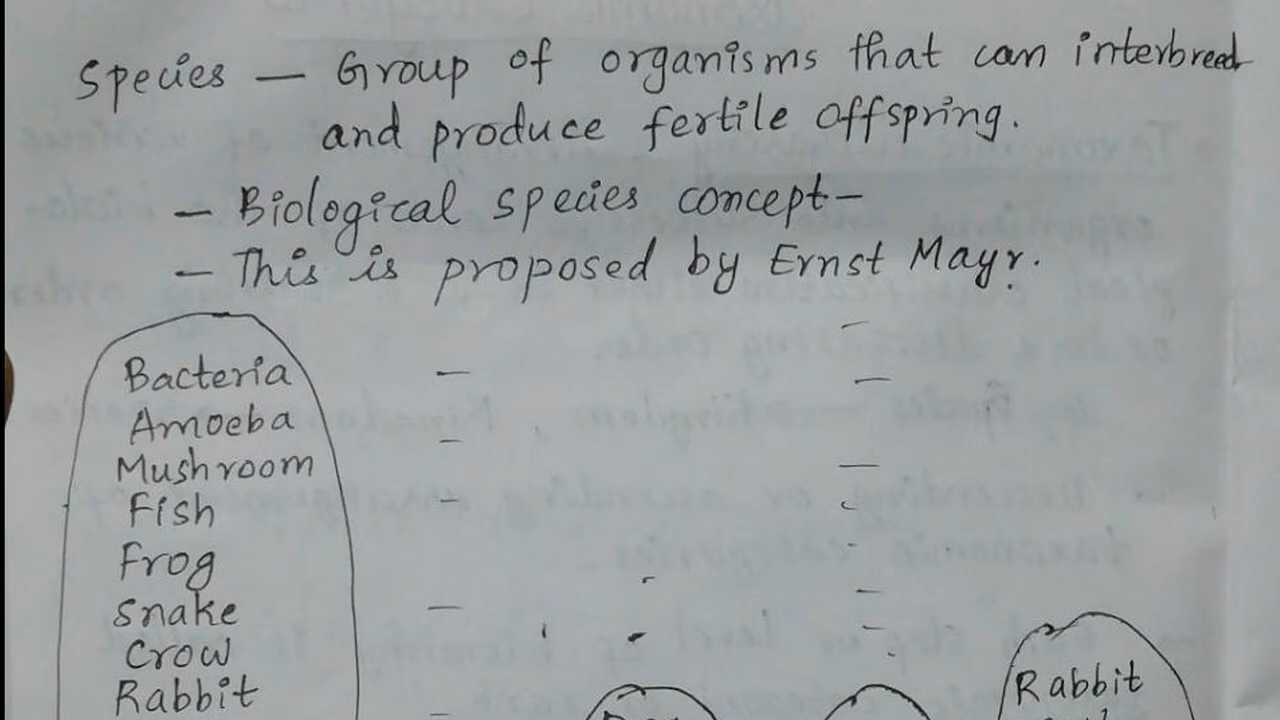 Species — Group of organisms that can interbreed
and produce fertile offspring.
— Biological species concept—
— This is proposed by Ernst Mayr.
Bacteria
Amoeba
Mushroom
Fish
Frog
Snake
Crow
Rabbit
Rabbit